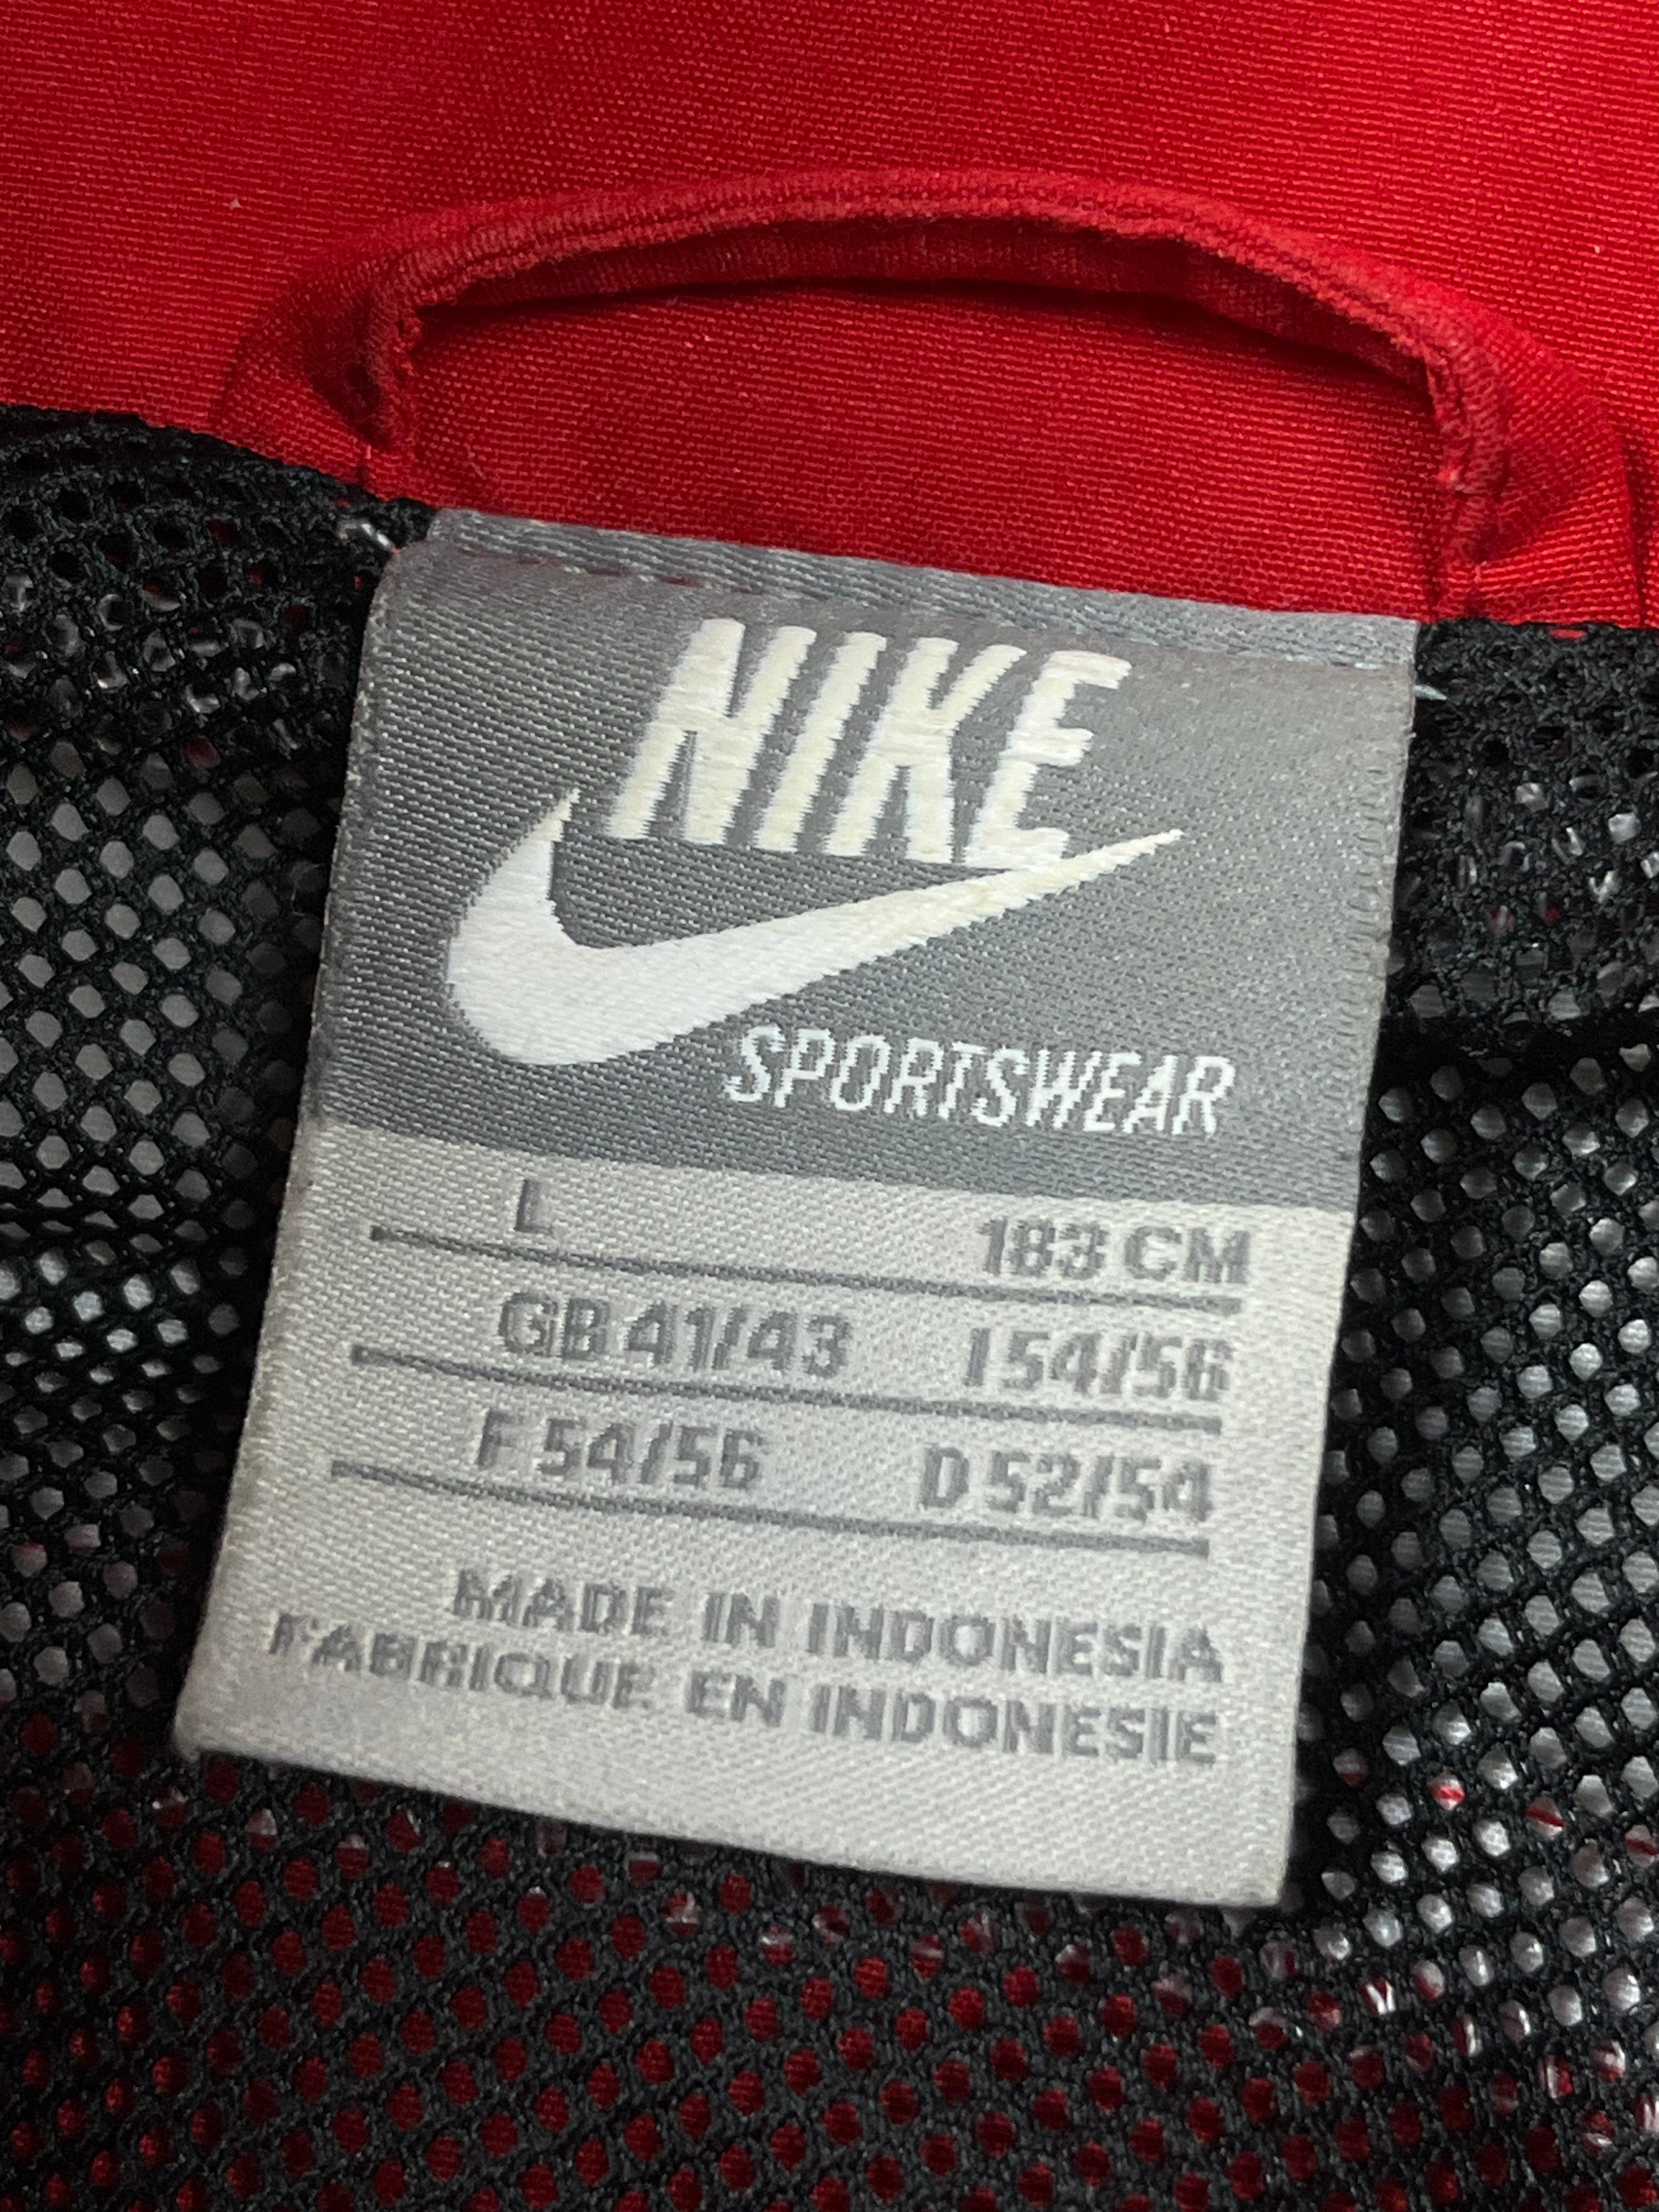 NIKE
SPORTSWEAR
L 183 CM
GB 41/43 I 54/56
F 54/56 D 52/54
MADE IN INDONESIA
FABRIQUE EN INDONESIE